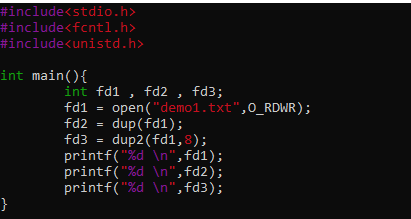 #include<stdio.h>
#include<fcntl.h>
#include<unistd.h>

int main(){
        int fd1 , fd2 , fd3;
        fd1 = open("demo1.txt",O_RDWR);
        fd2 = dup(fd1);
        fd3 = dup2(fd1,8);
        printf("%d \n",fd1);
        printf("%d \n",fd2);
        printf("%d \n",fd3);
}